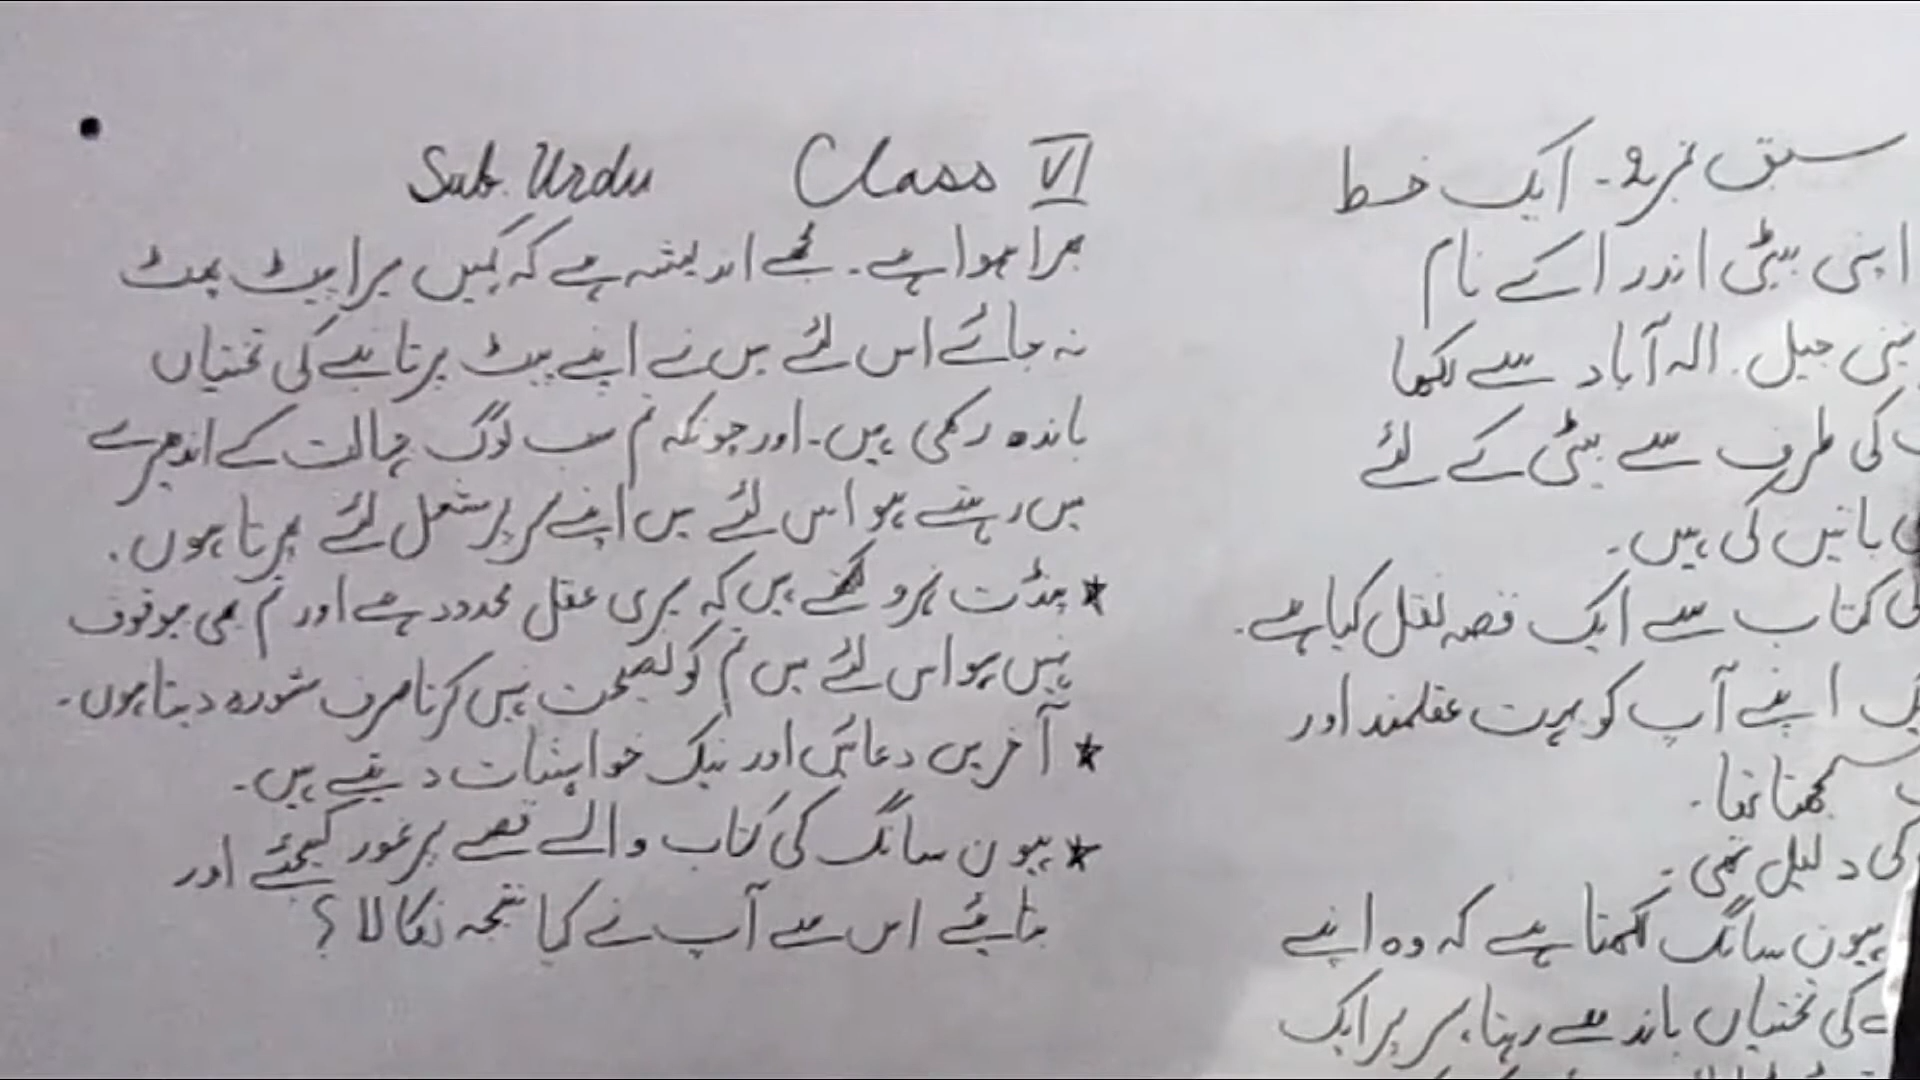 Sub. Urdu Class VI
سبق نمبر 9۔ ایک خط
اپنی بیٹی اندرا کے نام
نینی جیل۔ الہ آباد سے لکھا
کی طرف سے بیٹی کے لئے
باتیں کی ہیں۔
کتاب سے ایک قصہ نقل کیا ہے۔
اپنے آپ کو بہت عقلمند اور
سمجھتا تھا۔
کی دلیل تھی۔
ہیون سانگ لکھتا ہے کہ وہ اپنے
کی تختیاں باندھے رہتا، سر پر ایک
بھرا ہوا ہے۔ مجھے اندیشہ ہے کہ کہیں میرا پیٹ پھٹ
نہ جائے اس لئے میں نے اپنے پیٹ پر تانبے کی تختیاں
باندھ رکھی ہیں۔ اور چونکہ تم سب لوگ جہالت کے اندھیرے
میں رہتے ہو اس لئے میں اپنے سر پر مشعل لئے پھرتا ہوں۔
★ پنڈت نہرو کہتے ہیں کہ میری عقل محدود ہے اور تم بھی بیوقوف
نہیں ہو اس لئے میں تم کو نصیحت نہیں کرتا صرف مشورہ دیتا ہوں۔
★ آخر میں دعائیں اور نیک خواہشات دیتے ہیں۔
★ ہیون سانگ کی کتاب والے قصے پر غور کیجئے اور
بتایئے اس سے آپ نے کیا نتیجہ نکالا؟